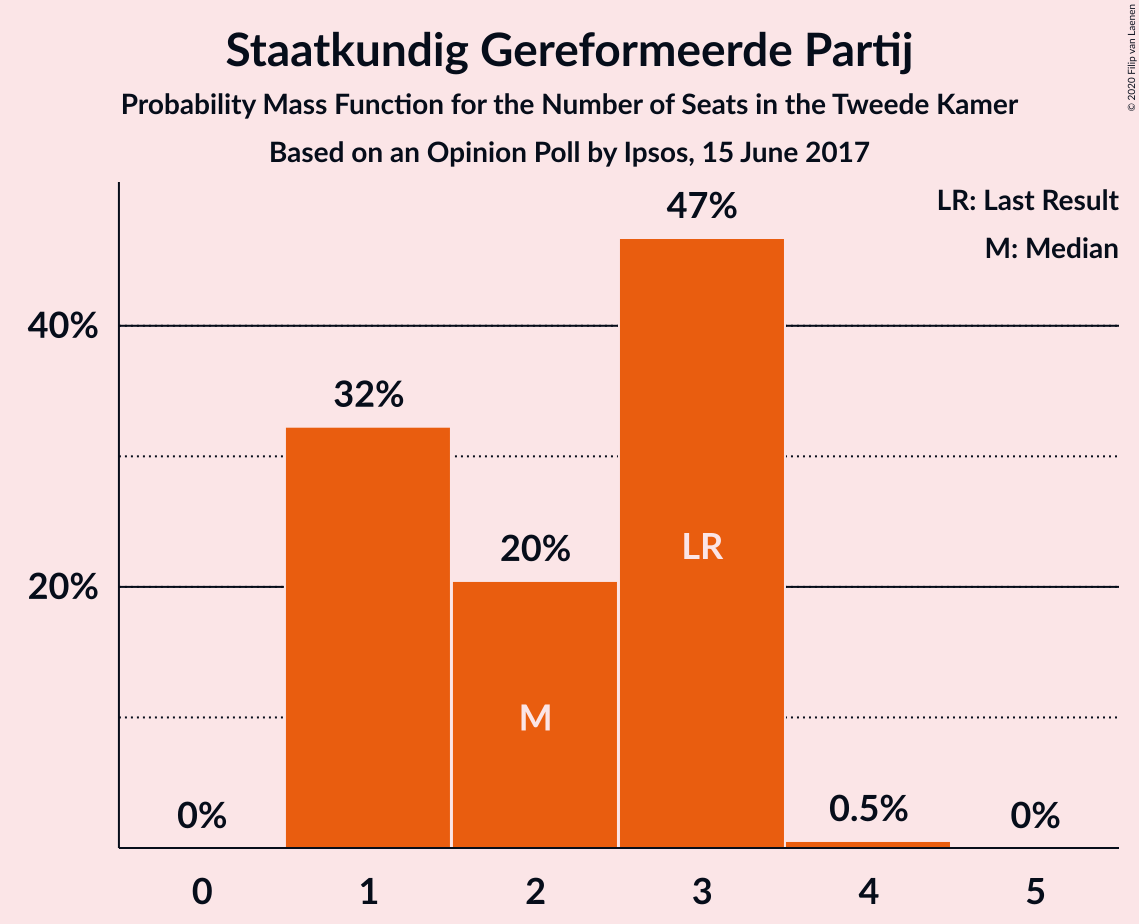 Staatkundig Gereformeerde Partij
Probability Mass Function for the Number of Seats in the Tweede Kamer
Based on an Opinion Poll by Ipsos, 15 June 2017
© 2020 Filip van Laenen
LR: Last Result
M: Median
47%
40%
32%
20%
LR
20%
M
0%
0.5%
0%
0 1 2 3 4 5